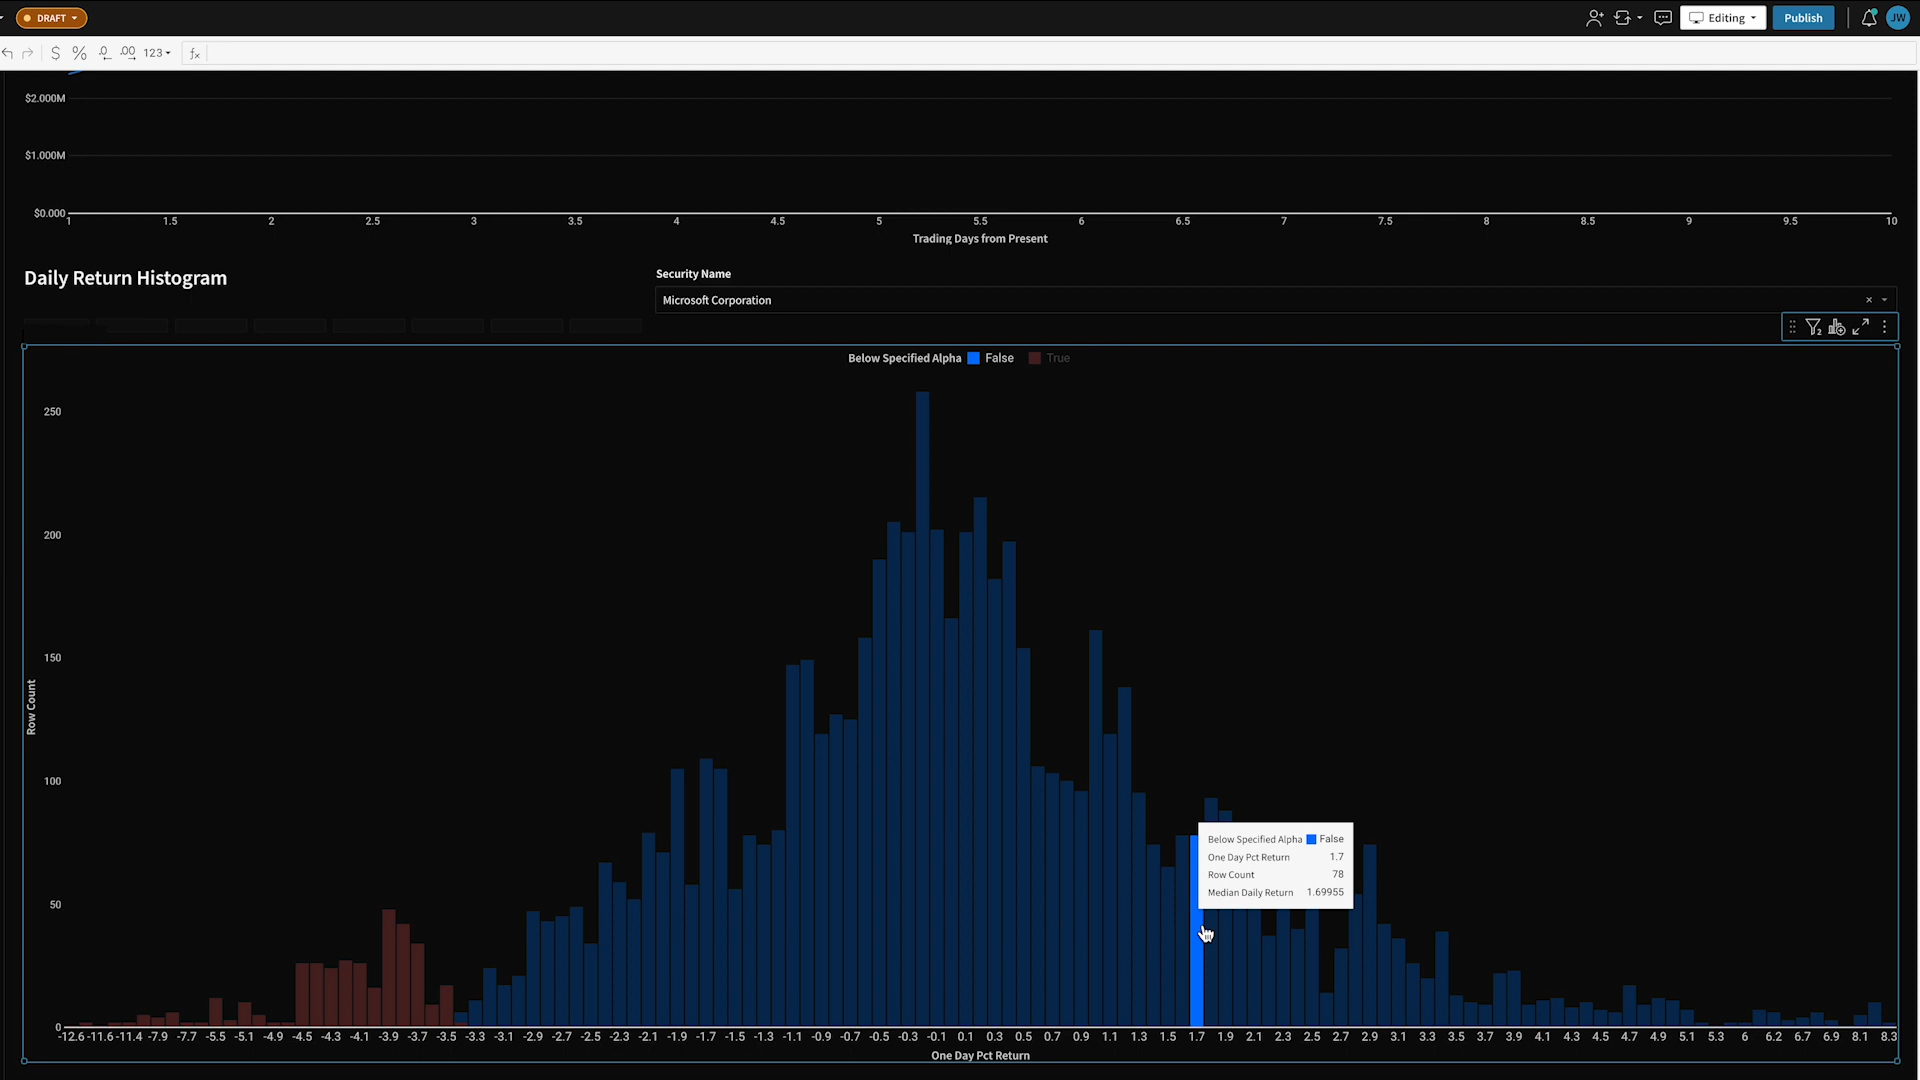 DRAFT
Editing
Publish
JW
$ % .0 .00 123
fx
$2.000M
$1.000M
$0.000
1 1.5 2 2.5 3 3.5 4 4.5 5 5.5 6 6.5 7 7.5 8 8.5 9 9.5 10
Trading Days from Present
Daily Return Histogram
Security Name
Microsoft Corporation
Below Specified Alpha False True
250
200
150
100
50
0
Row Count
Below Specified Alpha False
One Day Pct Return 1.7
Row Count 78
Median Daily Return 1.69955
-12.6 -11.6 -11.4 -7.9 -7.7 -5.5 -5.1 -4.9 -4.5 -4.3 -4.1 -3.9 -3.7 -3.5 -3.3 -3.1 -2.9 -2.7 -2.5 -2.3 -2.1 -1.9 -1.7 -1.5 -1.3 -1.1 -0.9 -0.7 -0.5 -0.3 -0.1 0.1 0.3 0.5 0.7 0.9 1.1 1.3 1.5 1.7 1.9 2.1 2.3 2.5 2.7 2.9 3.1 3.3 3.5 3.7 3.9 4.1 4.3 4.5 4.7 4.9 5.1 5.3 6 6.2 6.7 6.9 8.1 8.3
One Day Pct Return